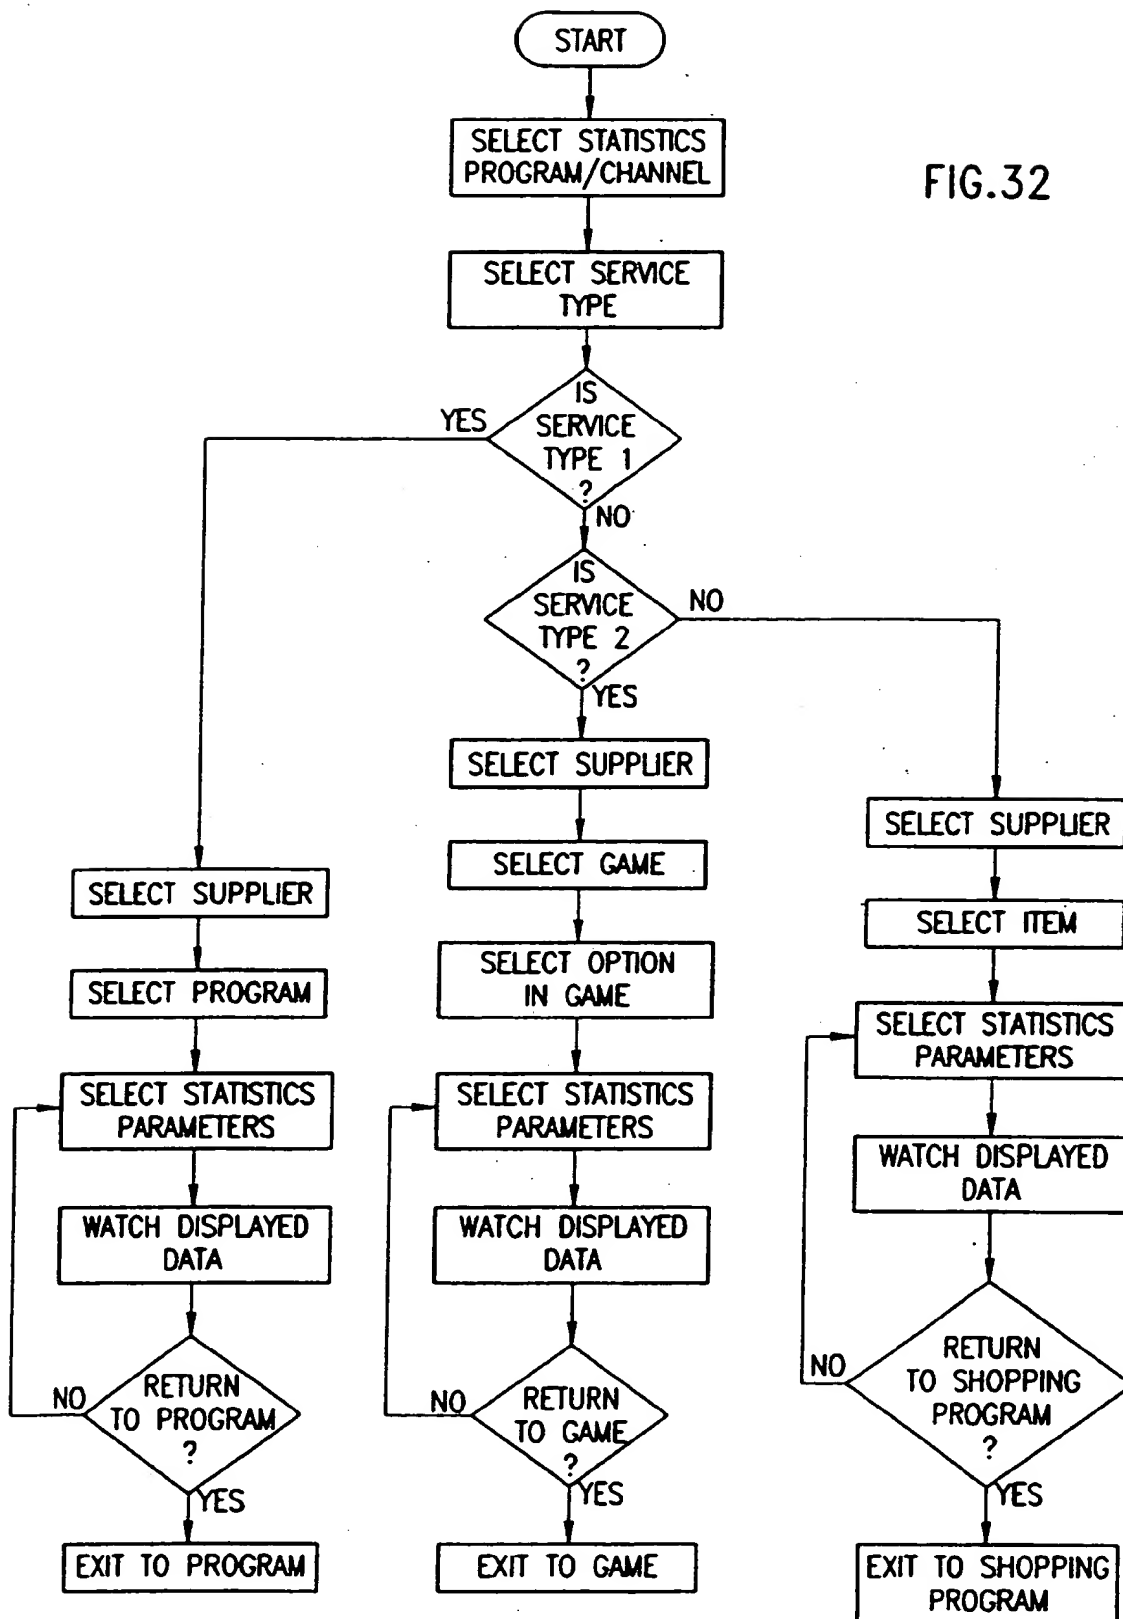 START
SELECT STATISTICS
PROGRAM/CHANNEL
FIG.32
SELECT SERVICE
TYPE
IS
SERVICE
TYPE 1
?
YES
NO
IS
SERVICE
TYPE 2
?
NO
YES
SELECT SUPPLIER
SELECT GAME
SELECT OPTION
IN GAME
SELECT STATISTICS
PARAMETERS
WATCH DISPLAYED
DATA
RETURN
TO GAME
?
NO
YES
EXIT TO GAME
SELECT SUPPLIER
SELECT PROGRAM
SELECT STATISTICS
PARAMETERS
WATCH DISPLAYED
DATA
RETURN
TO PROGRAM
?
NO
YES
EXIT TO PROGRAM
SELECT SUPPLIER
SELECT ITEM
SELECT STATISTICS
PARAMETERS
WATCH DISPLAYED
DATA
RETURN
TO SHOPPING
PROGRAM
?
NO
YES
EXIT TO SHOPPING
PROGRAM